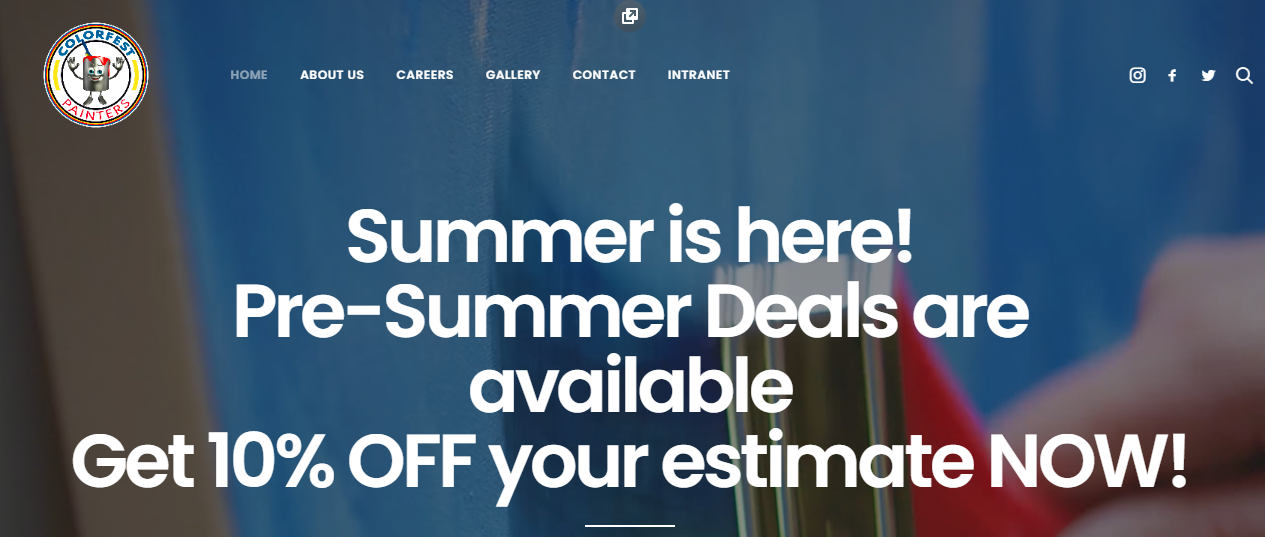 COLORFEST
PAINTERS
HOME ABOUT US CAREERS GALLERY CONTACT INTRANET
Summer is here!
Pre-Summer Deals are
available
Get 10% OFF your estimate NOW!